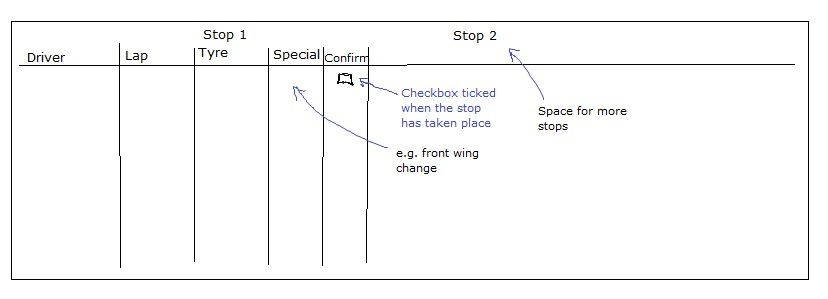 Stop 1
Stop 2
Driver
Lap
Tyre
Special
Confirm
Checkbox ticked
when the stop
has taken place
Space for more
stops
e.g. front wing
change